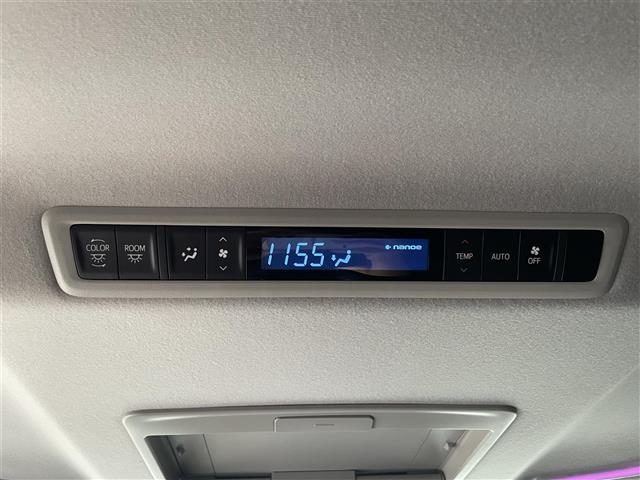 COLOR
ROOM
1155
nanoe
TEMP
AUTO
OFF